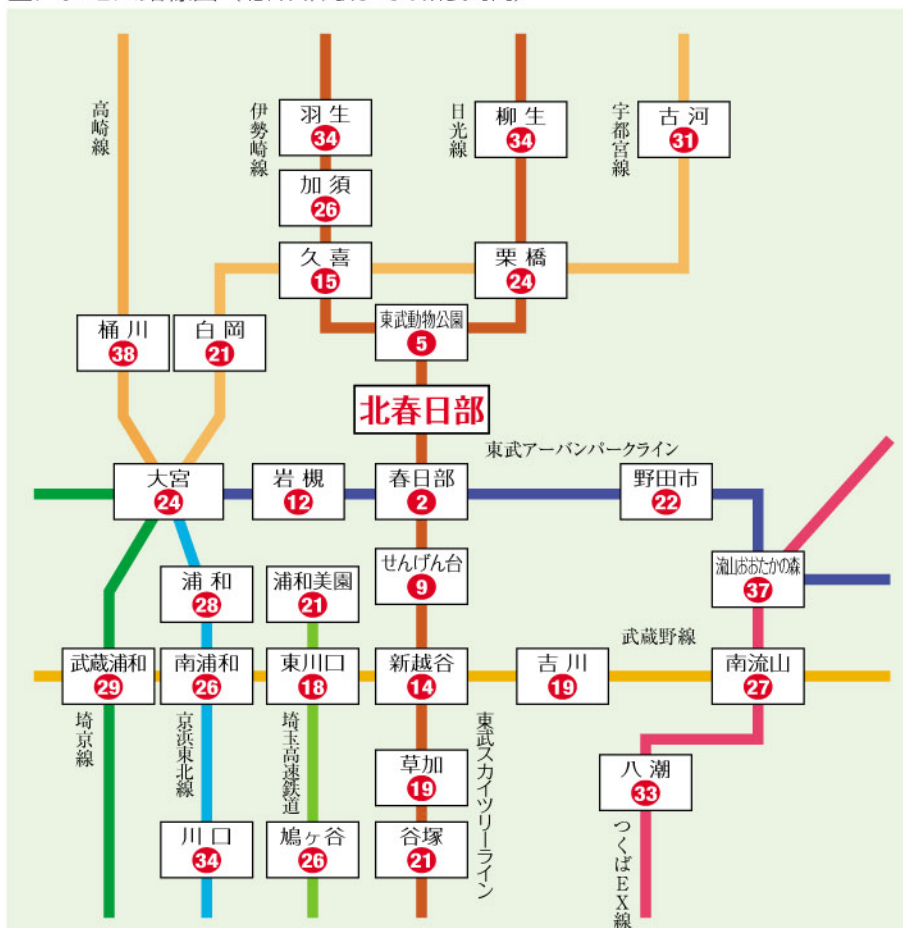 高崎線
伊勢崎線
羽生
34
日光線
柳生
34
宇都宮線
古河
31
加須
26
久喜
15
栗橋
24
東武動物公園
5
桶川
38
白岡
21
北春日部
東武アーバンパークライン
大宮
24
岩槻
12
春日部
2
野田市
22
せんげん台
9
流山おおたかの森
37
浦和
28
浦和美園
21
武蔵野線
武蔵浦和
29
南浦和
26
東川口
18
新越谷
14
吉川
19
南流山
27
埼京線
京浜東北線
埼玉高速鉄道
東武スカイツリーライン
草加
19
八潮
33
川口
34
鳩ヶ谷
26
谷塚
21
つくばEX線